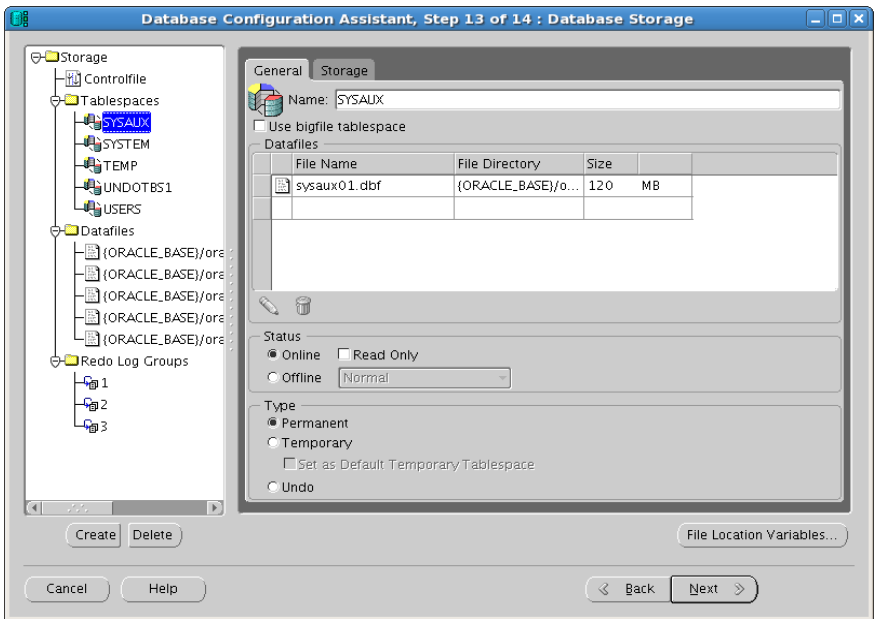 Database Configuration Assistant, Step 13 of 14 : Database Storage
Storage
Controlfile
Tablespaces
SYSAUX
SYSTEM
TEMP
UNDOTBS1
USERS
Datafiles
{ORACLE_BASE}/ora
{ORACLE_BASE}/ora
{ORACLE_BASE}/ora
{ORACLE_BASE}/ora
{ORACLE_BASE}/ora
Redo Log Groups
1
2
3
Create
Delete
General
Storage
Name: SYSAUX
Use bigfile tablespace
Datafiles
File Name File Directory Size
sysaux01.dbf {ORACLE_BASE}/o... 120 MB
Status
Online Read Only
Offline Normal
Type
Permanent
Temporary
Set as Default Temporary Tablespace
Undo
File Location Variables...
Cancel
Help
Back
Next